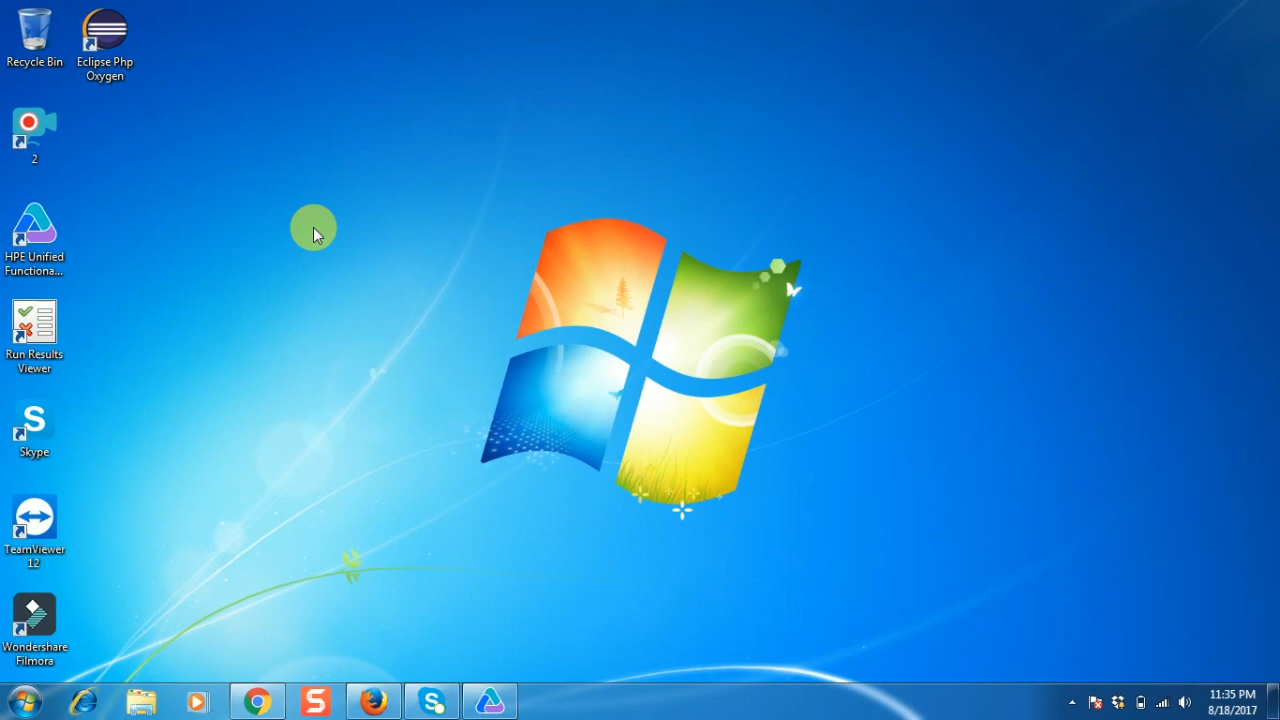 Recycle Bin
Eclipse Php
Oxygen
2
HPE Unified
Functiona...
Run Results
Viewer
S
Skype
TeamViewer
12
Wondershare
Filmora
S
S
11:35 PM
8/18/2017